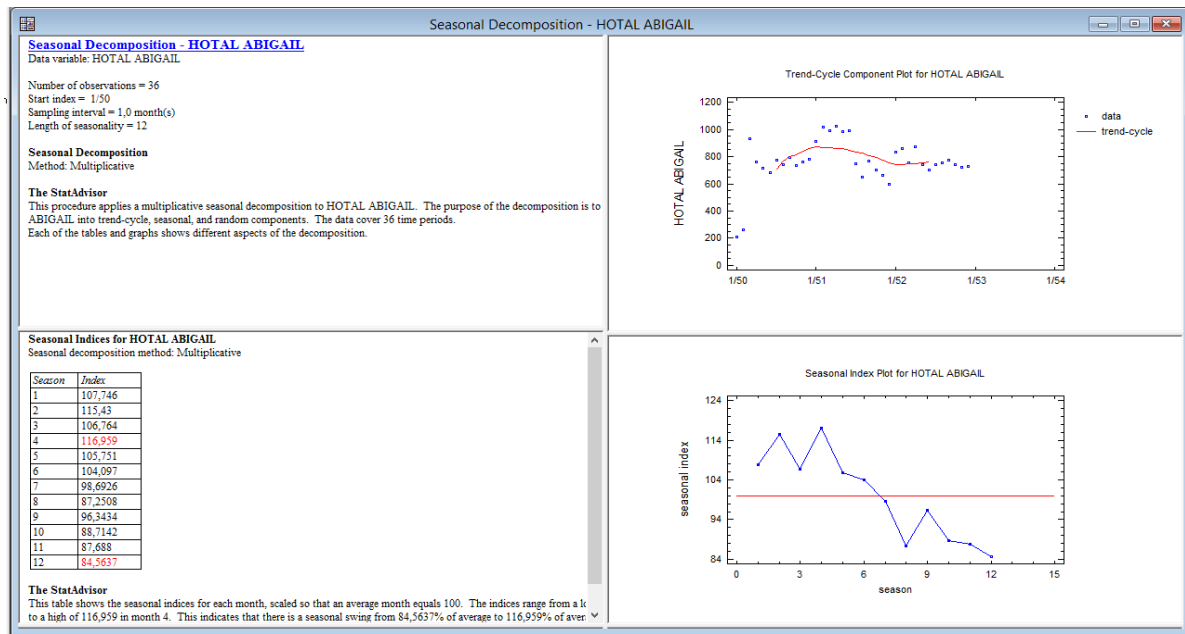 Seasonal Decomposition - HOTAL ABIGAIL
Seasonal Decomposition - HOTAL ABIGAIL
Data variable: HOTAL ABIGAIL
Number of observations = 36
Start index = 1/50
Sampling interval = 1,0 month(s)
Length of seasonality = 12
Seasonal Decomposition
Method: Multiplicative
The StatAdvisor
This procedure applies a multiplicative seasonal decomposition to HOTAL ABIGAIL. The purpose of the decomposition is to
ABIGAIL into trend-cycle, seasonal, and random components. The data cover 36 time periods.
Each of the tables and graphs shows different aspects of the decomposition.
Trend-Cycle Component Plot for HOTAL ABIGAIL
HOTAL ABIGAIL
1200
1000
800
600
400
200
0
1/50 1/51 1/52 1/53 1/54
data
trend-cycle
Seasonal Indices for HOTAL ABIGAIL
Seasonal decomposition method: Multiplicative
Season Index
1 107,746
2 115,43
3 106,764
4 116,959
5 105,751
6 104,097
7 98,6926
8 87,2508
9 96,3434
10 88,7142
11 87,688
12 84,5637
The StatAdvisor
This table shows the seasonal indices for each month, scaled so that an average month equals 100. The indices range from a
to a high of 116,959 in month 4. This indicates that there is a seasonal swing from 84,5637% of average to 116,959% of
Seasonal Index Plot for HOTAL ABIGAIL
seasonal index
124
114
104
94
84
0 3 6 9 12 15
season